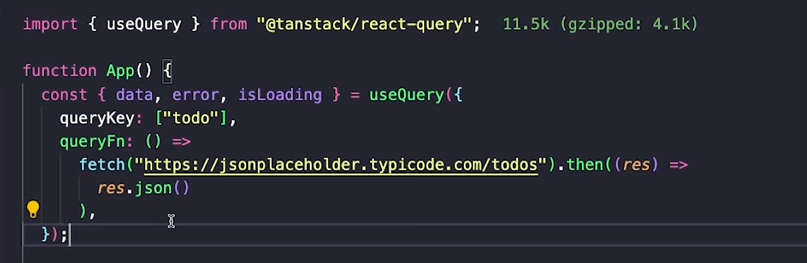 import { useQuery } from "@tanstack/react-query"; 11.5k (gzipped: 4.1k)
function App() {
const { data, error, isLoading } = useQuery({
queryKey: ["todo"],
queryFn: () =>
fetch("https://jsonplaceholder.typicode.com/todos").then((res) =>
res.json()
),
});